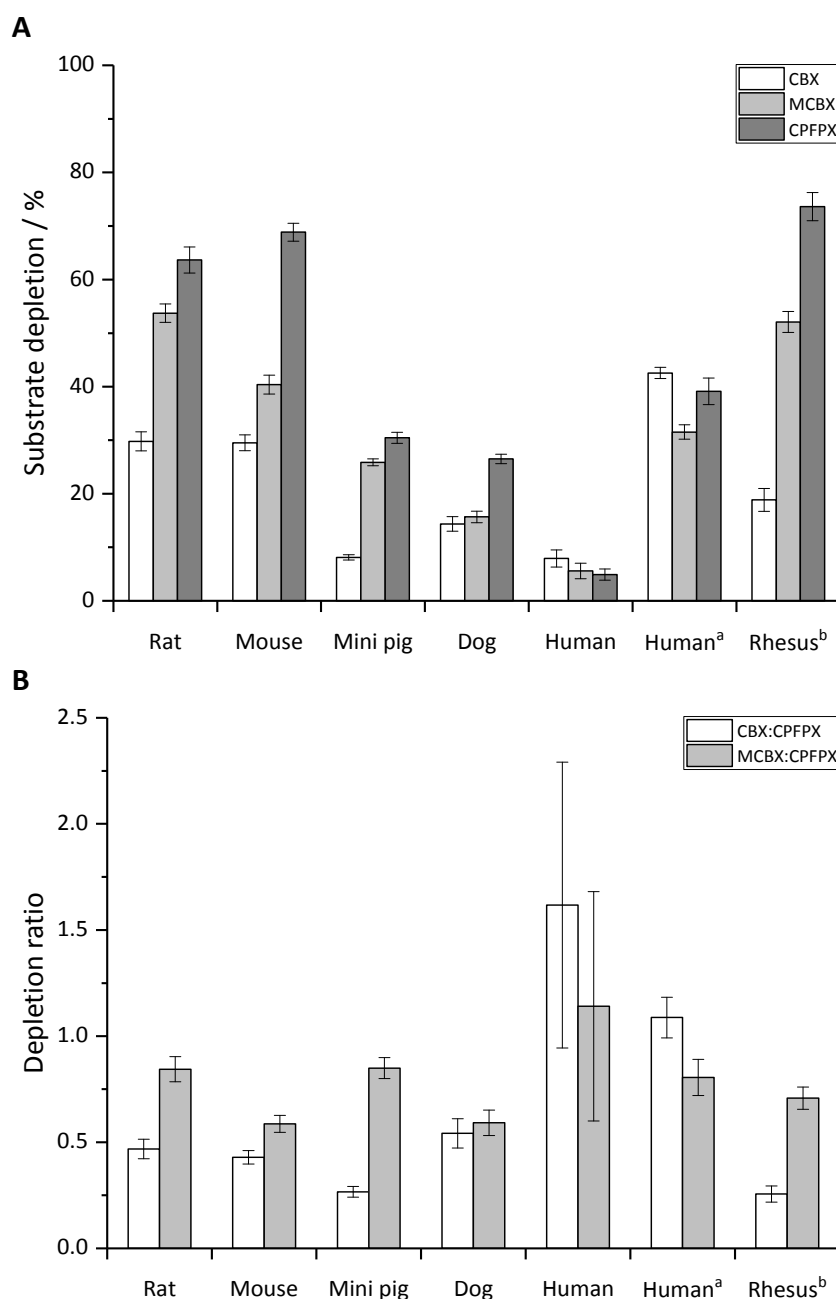 A
100
80
60
40
20
0
Substrate depletion / %
CBX
MCBX
CPFPX
Rat Mouse Mini pig Dog Human Humanᵃ Rhesusᵇ
B
2.5
2.0
1.5
1.0
0.5
0.0
Depletion ratio
CBX:CPFPX
MCBX:CPFPX
Rat Mouse Mini pig Dog Human Humanᵃ Rhesusᵇ